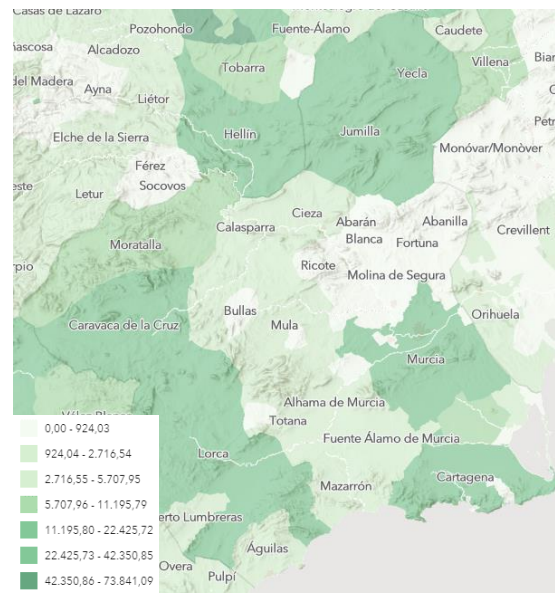 Casas de Lázaro
Pozohondo
Fuente-Álamo
Caudete
Alcadozo
Tobarra
Yecla
Villena
del Madera
Ayna
Liétor
Hellín
Jumilla
Elche de la Sierra
Monóvar/Monòver
Férez
Socovos
Letur
Cieza
Abarán
Abanilla
Calasparra
Blanca
Fortuna
Crevillent
Moratalla
Ricote
Molina de Segura
Bullas
Orihuela
Caravaca de la Cruz
Mula
Murcia
Alhama de Murcia
Totana
Fuente Álamo de Murcia
Lorca
Cartagena
Mazarrón
erto Lumbreras
Águilas
Overa
Pulpí
0,00 - 924,03
924,04 - 2.716,54
2.716,55 - 5.707,95
5.707,96 - 11.195,79
11.195,80 - 22.425,72
22.425,73 - 42.350,85
42.350,86 - 73.841,09